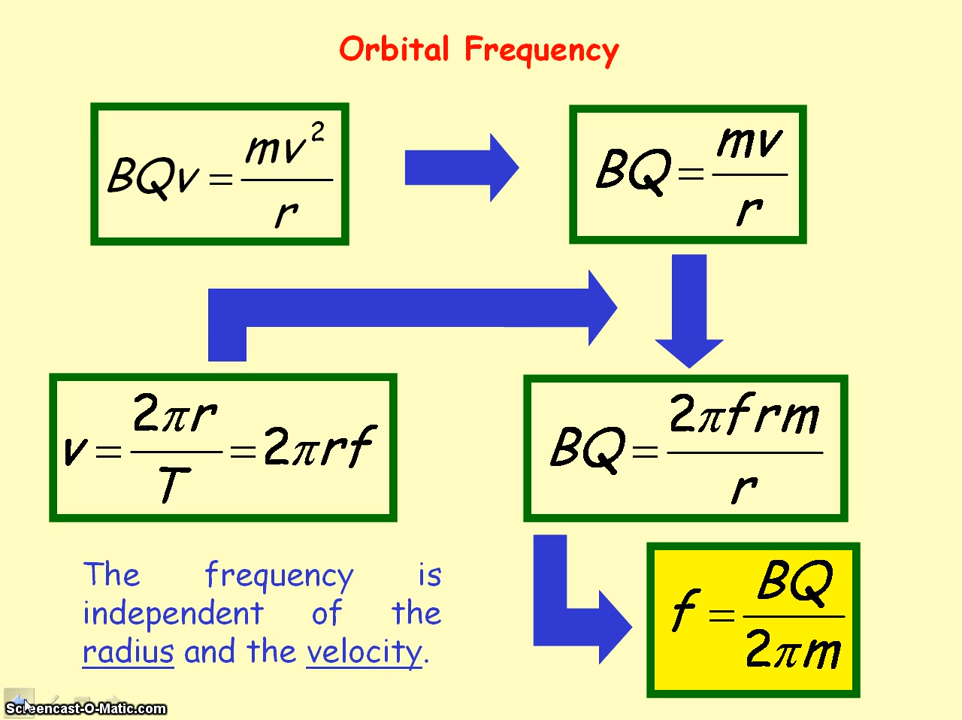 Orbital Frequency
BQv = mv²/r
BQ = mv/r
v = 2πr/T = 2πrf
BQ = 2πfrm/r
The frequency is
independent of the
radius and the velocity.
f = BQ/2πm
Screencast-O-Matic.com